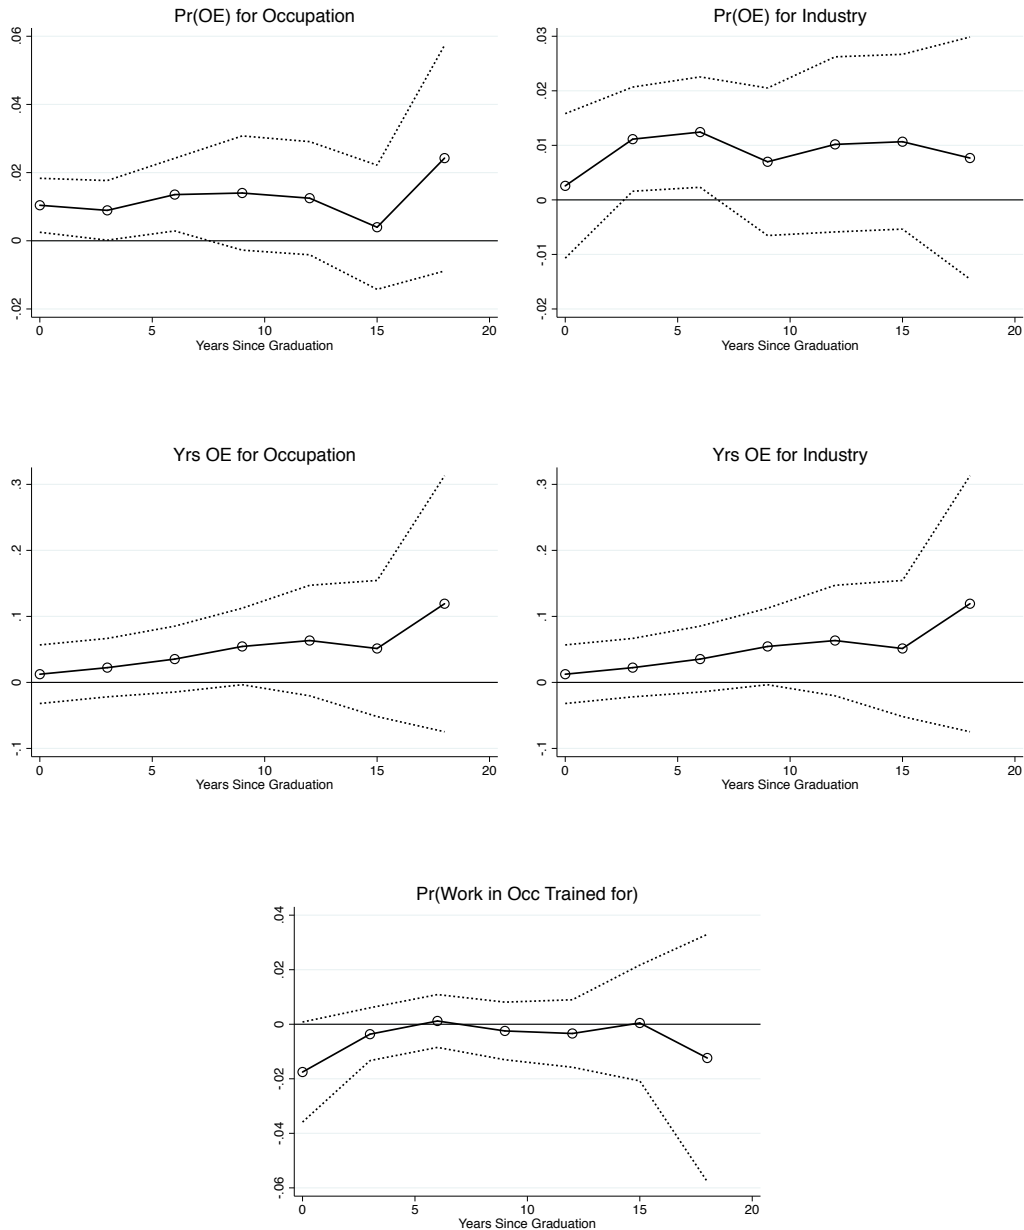 Pr(OE) for Occupation
.06
.04
.02
0
-.02
0 5 10 15 20
Years Since Graduation
Pr(OE) for Industry
.03
.02
.01
0
-.01
-.02
0 5 10 15 20
Years Since Graduation
Yrs OE for Occupation
.3
.2
.1
0
-.1
0 5 10 15 20
Years Since Graduation
Yrs OE for Industry
.3
.2
.1
0
-.1
0 5 10 15 20
Years Since Graduation
Pr(Work in Occ Trained for)
.04
.02
0
-.02
-.04
-.06
0 5 10 15 20
Years Since Graduation